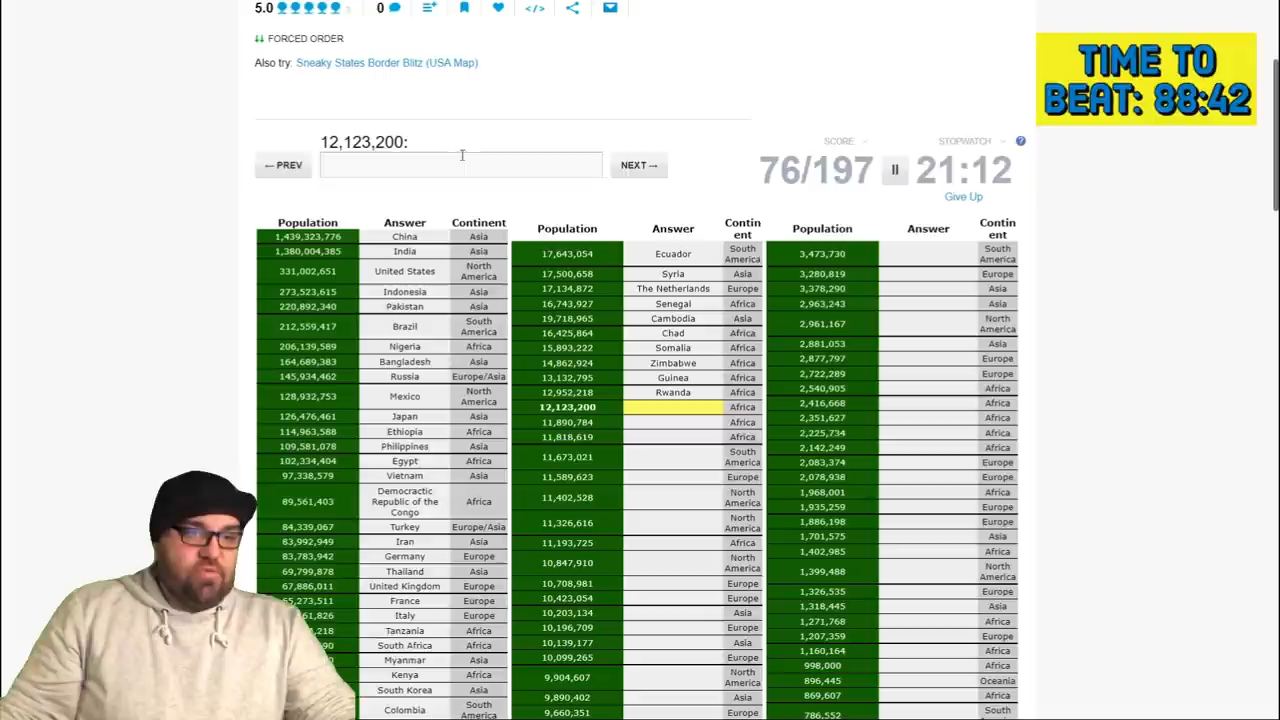 5.0
0
FORCED ORDER
Also try: Sneaky States Border Blitz (USA Map)
TIME TO
BEAT: 88:42
12,123,200:
← PREV
NEXT →
SCORE
76/197
STOPWATCH
21:12
Give Up
Population Answer Continent
1,439,323,776 China Asia
1,380,004,385 India Asia
331,002,651 United States North America
273,523,615 Indonesia Asia
220,892,340 Pakistan Asia
212,559,417 Brazil South America
206,139,589 Nigeria Africa
164,689,383 Bangladesh Asia
145,934,462 Russia Europe/Asia
128,932,753 Mexico North America
126,476,461 Japan Asia
114,963,588 Ethiopia Africa
109,581,078 Philippines Asia
102,334,404 Egypt Africa
97,338,579 Vietnam Asia
89,561,403 Democractic Republic of the Congo Africa
84,339,067 Turkey Europe/Asia
83,992,949 Iran Asia
83,783,942 Germany Europe
69,799,878 Thailand Asia
67,886,011 United Kingdom Europe
65,273,511 France Europe
Italy Europe
Tanzania Africa
South Africa Africa
Myanmar Asia
Kenya Africa
South Korea Asia
Colombia South America
Population Answer Continent
17,643,054 Ecuador South America
17,500,658 Syria Asia
17,134,872 The Netherlands Europe
16,743,927 Senegal Africa
19,718,965 Cambodia Asia
16,425,864 Chad Africa
15,893,222 Somalia Africa
14,862,924 Zimbabwe Africa
13,132,795 Guinea Africa
12,952,218 Rwanda Africa
12,123,200 Africa
11,890,784 Africa
11,818,619 Africa
11,673,021 South America
11,589,623 Europe
11,402,528 North America
11,326,616 North America
11,193,725 Africa
10,847,910 North America
10,708,981 Europe
10,423,054 Europe
10,203,134 Asia
10,196,709 Europe
10,139,177 Asia
10,099,265 Europe
9,904,607 North America
9,890,402 Asia
9,660,351 Europe
Population Answer Continent
3,473,730 South America
3,280,819 Europe
3,378,290 Asia
2,963,243 Asia
2,961,167 North America
2,881,053 Asia
2,877,797 Europe
2,722,289 Europe
2,540,905 Africa
2,416,668 Africa
2,351,627 Africa
2,225,734 Africa
2,142,249 Africa
2,083,374 Europe
2,078,938 Europe
1,968,001 Africa
1,935,259 Europe
1,886,198 Europe
1,701,575 Asia
1,402,985 Africa
1,399,488 North America
1,326,535 Europe
1,318,445 Asia
1,271,768 Africa
1,207,359 Europe
1,160,164 Africa
998,000 Africa
896,445 Oceania
869,607 Africa
786,552 South